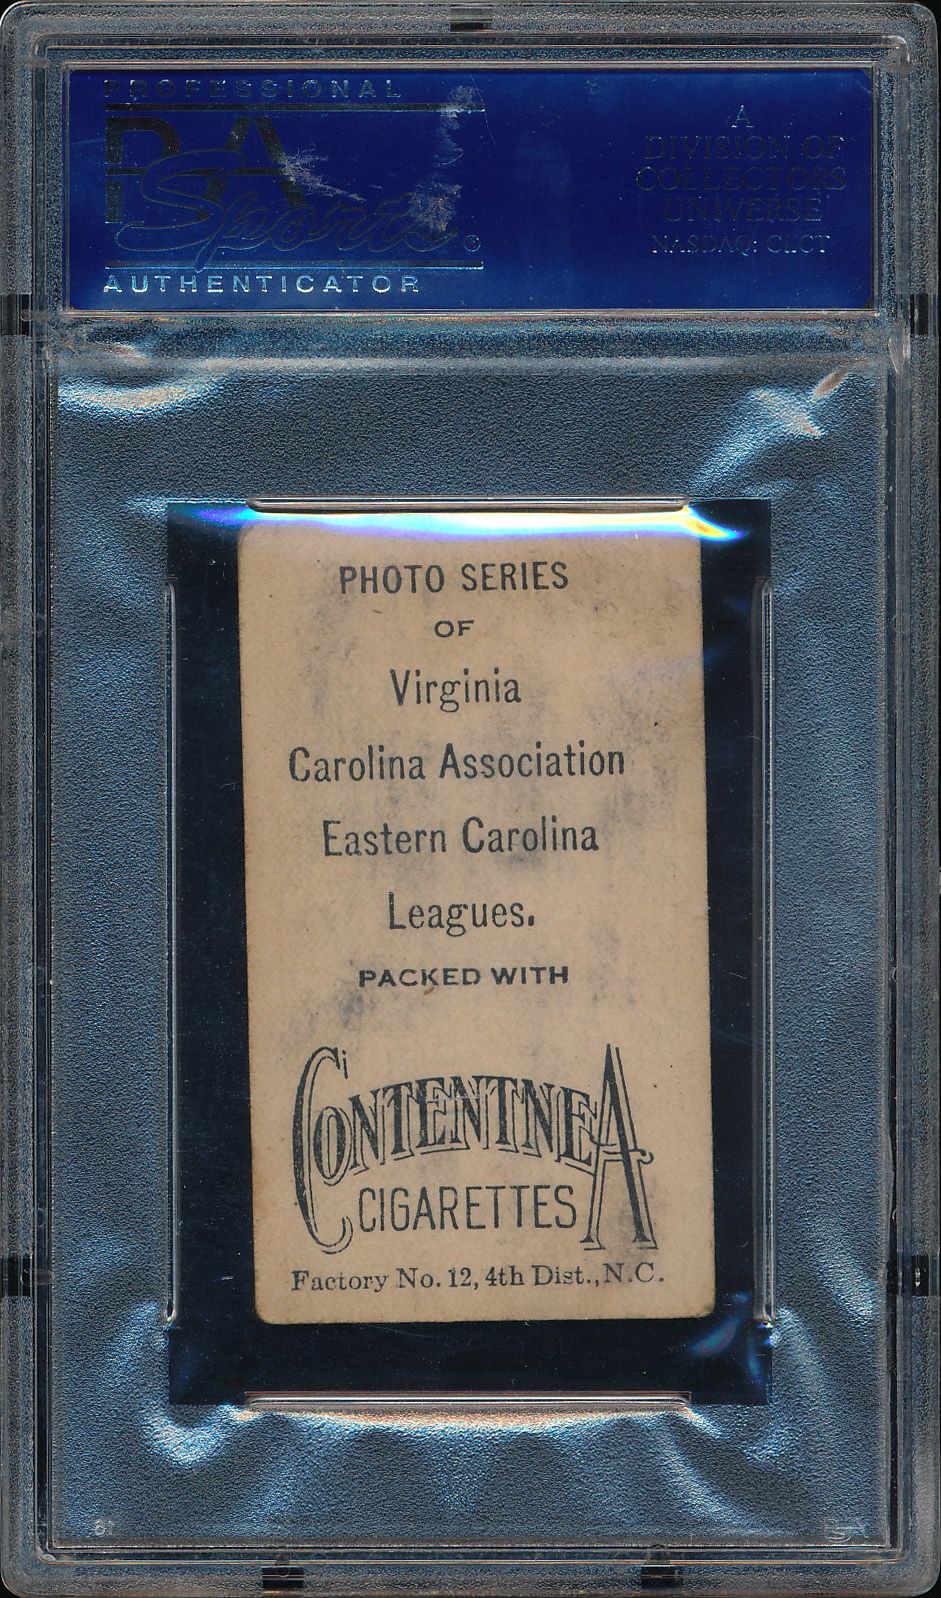 PROFESSIONAL
PSA
Sports
®
AUTHENTICATOR
A
DIVISION OF
COLLECTORS
UNIVERSE
NASDAQ: CLCT
PHOTO SERIES
OF
Virginia
Carolina Association
Eastern Carolina
Leagues.
PACKED WITH
CONTENTNEA
CIGARETTES
Factory No. 12, 4th Dist., N.C.
PSA